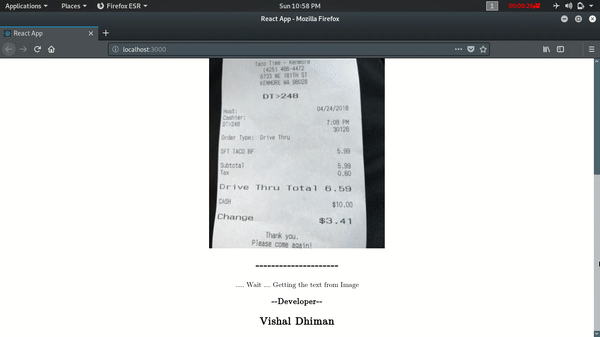 Applications
Places
Firefox ESR
Sun 10:58 PM
1
React App - Mozilla Firefox
React App
localhost:3000
Taco Time - Kenmore
(425) 486-4472
6733 NE 181TH ST
KENMORE WA 98028
DT>248
Host:
04/24/2018
Cashier:
DT>248
7:08 PM
30126
Order Type: Drive Thru
SFT TACO BF 5.99
Subtotal 5.99
Tax 0.60
Drive Thru Total 6.59
CASH $10.00
Change $3.41
Thank you.
Please come again!
---------------------
..... Wait .... Getting the text from Image
--Developer--
Vishal Dhiman